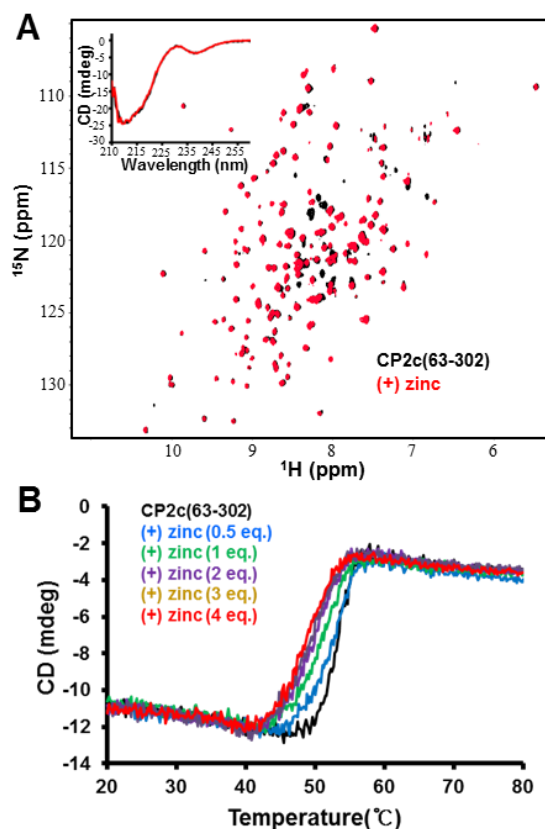 A
CD (mdeg)
0
-5
-10
-15
-20
-25
-30
210 215 225 235 245 255
Wavelength (nm)
15N (ppm)
110
115
120
125
130
CP2c(63-302)
(+) zinc
10 9 8 7 6
1H (ppm)
B
CD (mdeg)
0
-2
-4
-6
-8
-10
-12
-14
CP2c(63-302)
(+) zinc (0.5 eq.)
(+) zinc (1 eq.)
(+) zinc (2 eq.)
(+) zinc (3 eq.)
(+) zinc (4 eq.)
20 30 40 50 60 70 80
Temperature(℃)